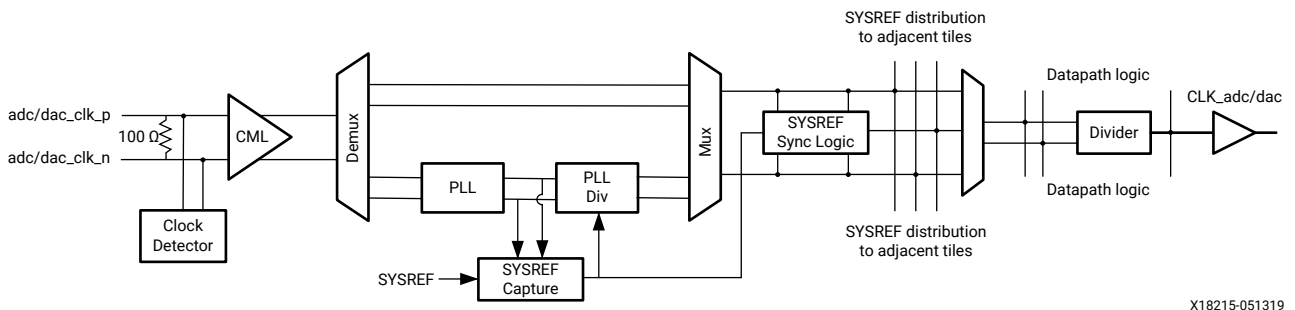 SYSREF distribution
to adjacent tiles
Datapath logic
CLK_adc/dac
adc/dac_clk_p
100 Ω
CML
Demux
Mux
SYSREF
Sync Logic
Divider
adc/dac_clk_n
PLL
PLL
Div
Datapath logic
Clock
Detector
SYSREF distribution
to adjacent tiles
SYSREF
SYSREF
Capture
X18215-051319